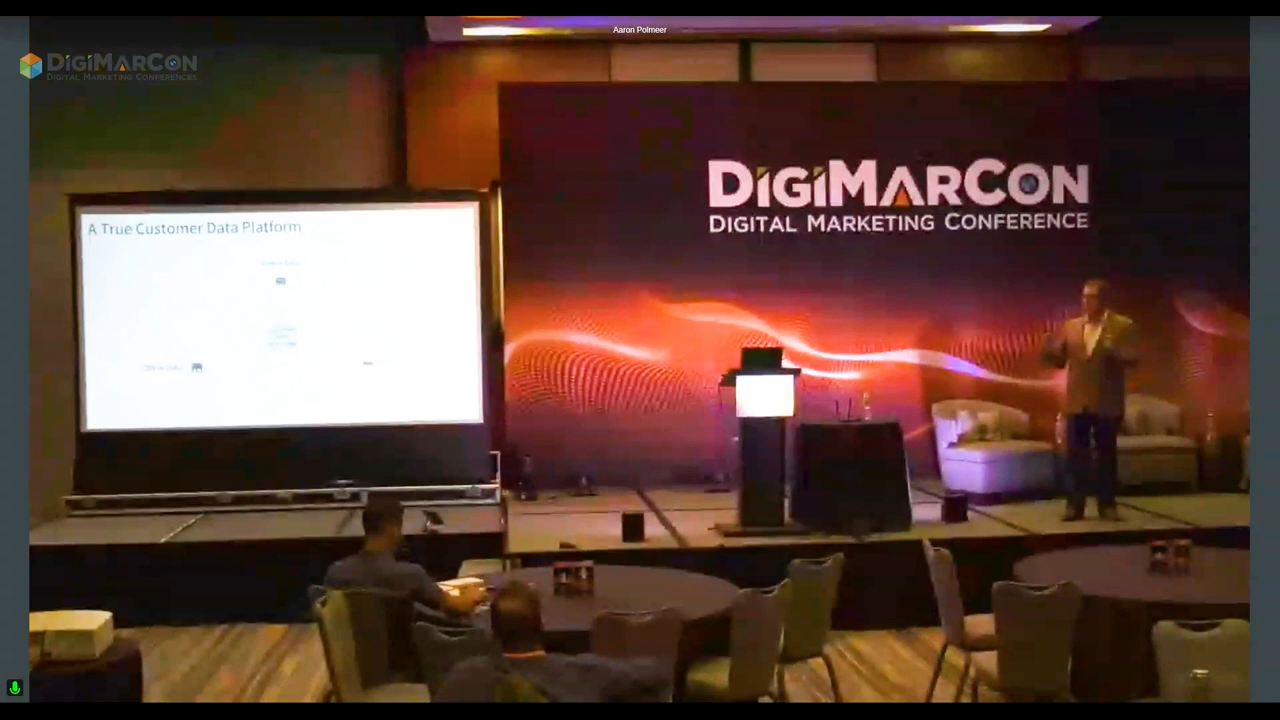 Aaron Polmeer
DIGIMARCON
DIGITAL MARKETING CONFERENCES
DIGIMARCON
DIGITAL MARKETING CONFERENCE
A True Customer Data Platform